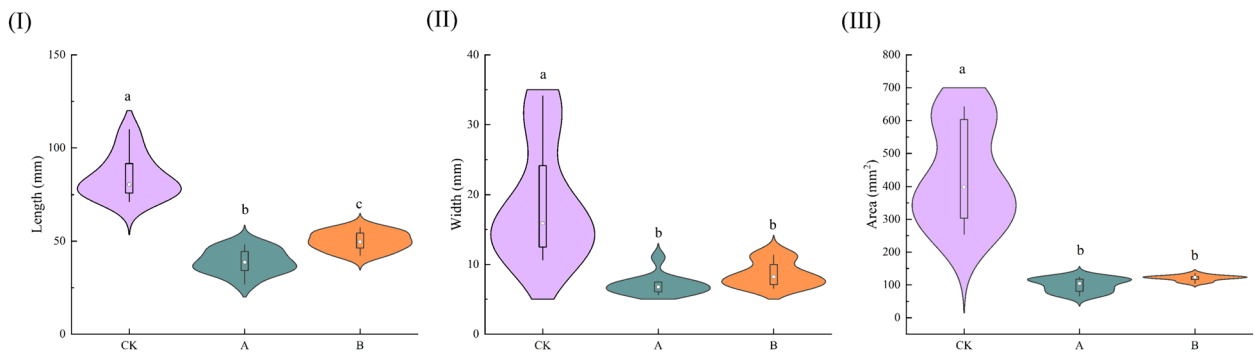 (I)
Length (mm)
150
100
50
0
a
b
c
CK
A
B
(II)
Width (mm)
40
30
20
10
0
a
b
b
CK
A
B
(III)
Area (mm²)
800
700
600
500
400
300
200
100
0
a
b
b
CK
A
B